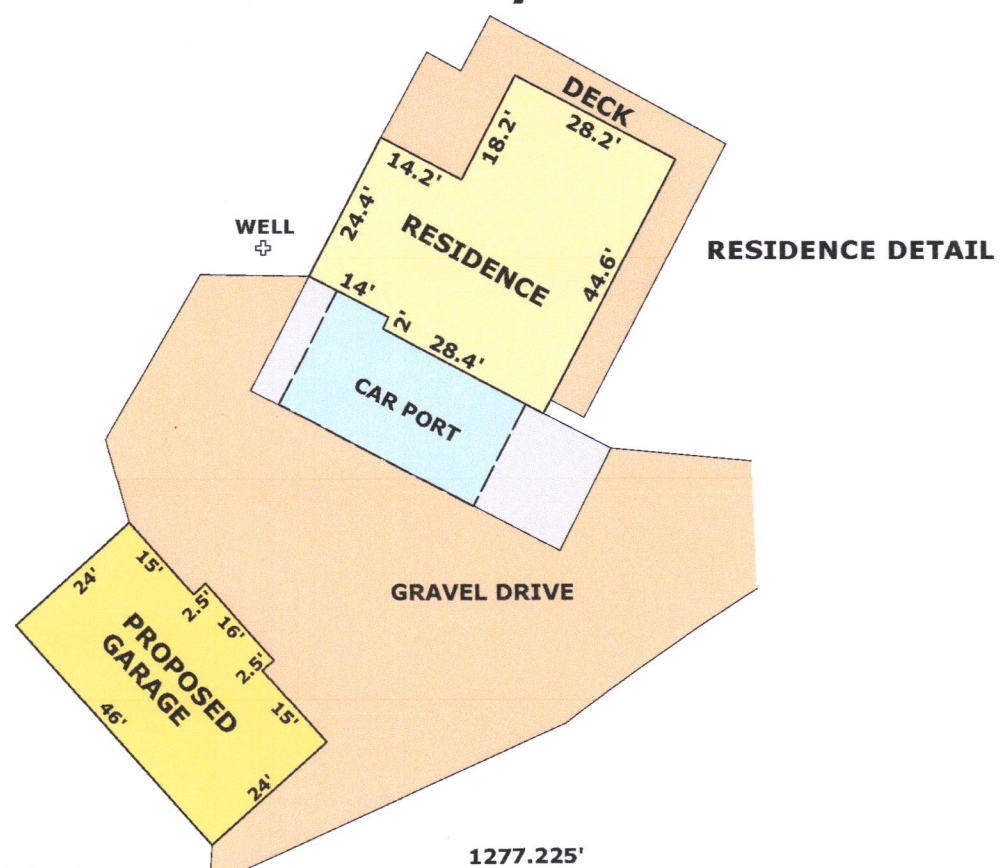 DECK
28.2'
18.2'
14.2'
24.4'
WELL
RESIDENCE
44.6'
RESIDENCE DETAIL
14'
2'
28.4'
CAR PORT
GRAVEL DRIVE
15'
24'
2.5'
16'
2.5'
PROPOSED
GARAGE
15'
46'
24'
1277.225'